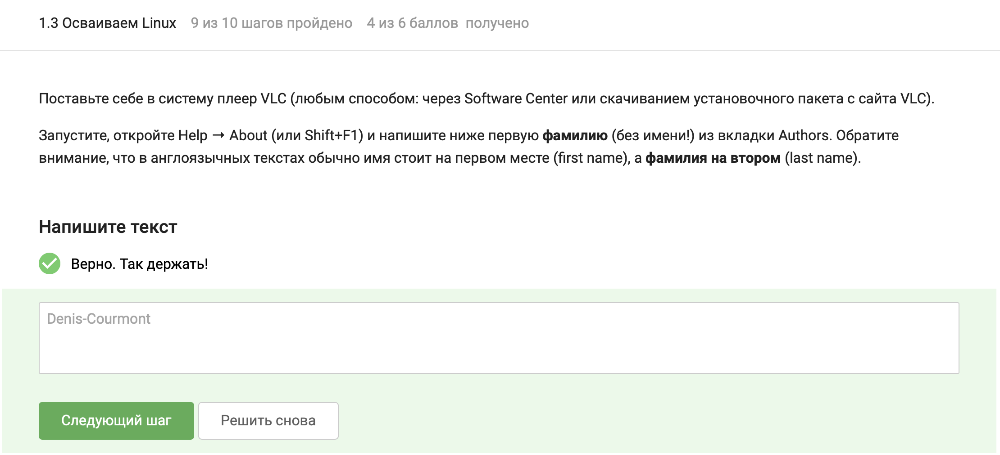 1.3 Осваиваем Linux 9 из 10 шагов пройдено 4 из 6 баллов получено
Поставьте себе в систему плеер VLC (любым способом: через Software Center или скачиванием установочного пакета с сайта VLC).
Запустите, откройте Help → About (или Shift+F1) и напишите ниже первую фамилию (без имени!) из вкладки Authors. Обратите
внимание, что в англоязычных текстах обычно имя стоит на первом месте (first name), а фамилия на втором (last name).
Напишите текст
Верно. Так держать!
Denis-Courmont
Следующий шаг Решить снова